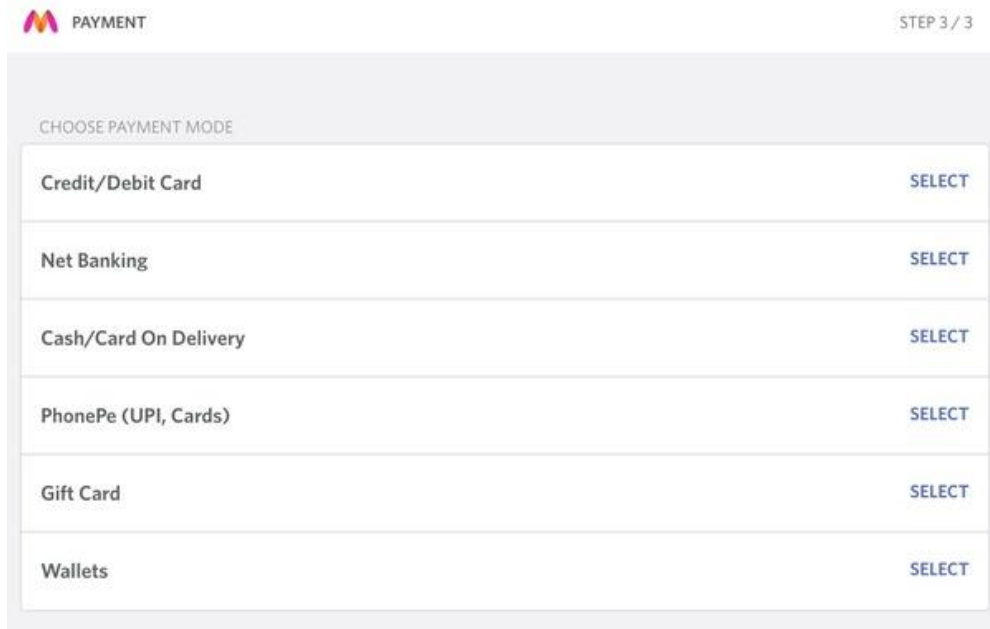 PAYMENT STEP 3 / 3
CHOOSE PAYMENT MODE
Credit/Debit Card SELECT
Net Banking SELECT
Cash/Card On Delivery SELECT
PhonePe (UPI, Cards) SELECT
Gift Card SELECT
Wallets SELECT